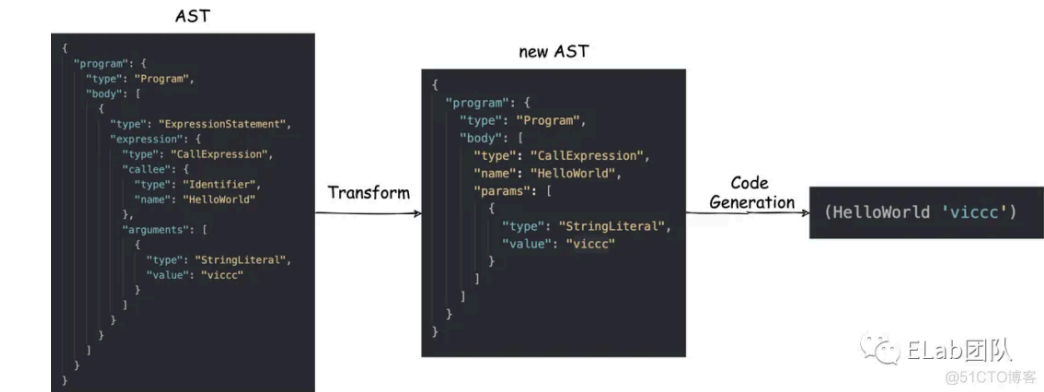 AST
{
"program": {
"type": "Program",
"body": [
{
"type": "ExpressionStatement",
"expression": {
"type": "CallExpression",
"callee": {
"type": "Identifier",
"name": "HelloWorld"
},
"arguments": [
{
"type": "StringLiteral",
"value": "viccc"
}
]
}
}
]
}
}
Transform
new AST
{
"program": {
"type": "Program",
"body": [
"type": "CallExpression",
"name": "HelloWorld",
"params": [
{
"type": "StringLiteral",
"value": "viccc"
}
]
]
}
}
Code
Generation
(HelloWorld 'viccc')
ELab团队
@51CTO博客